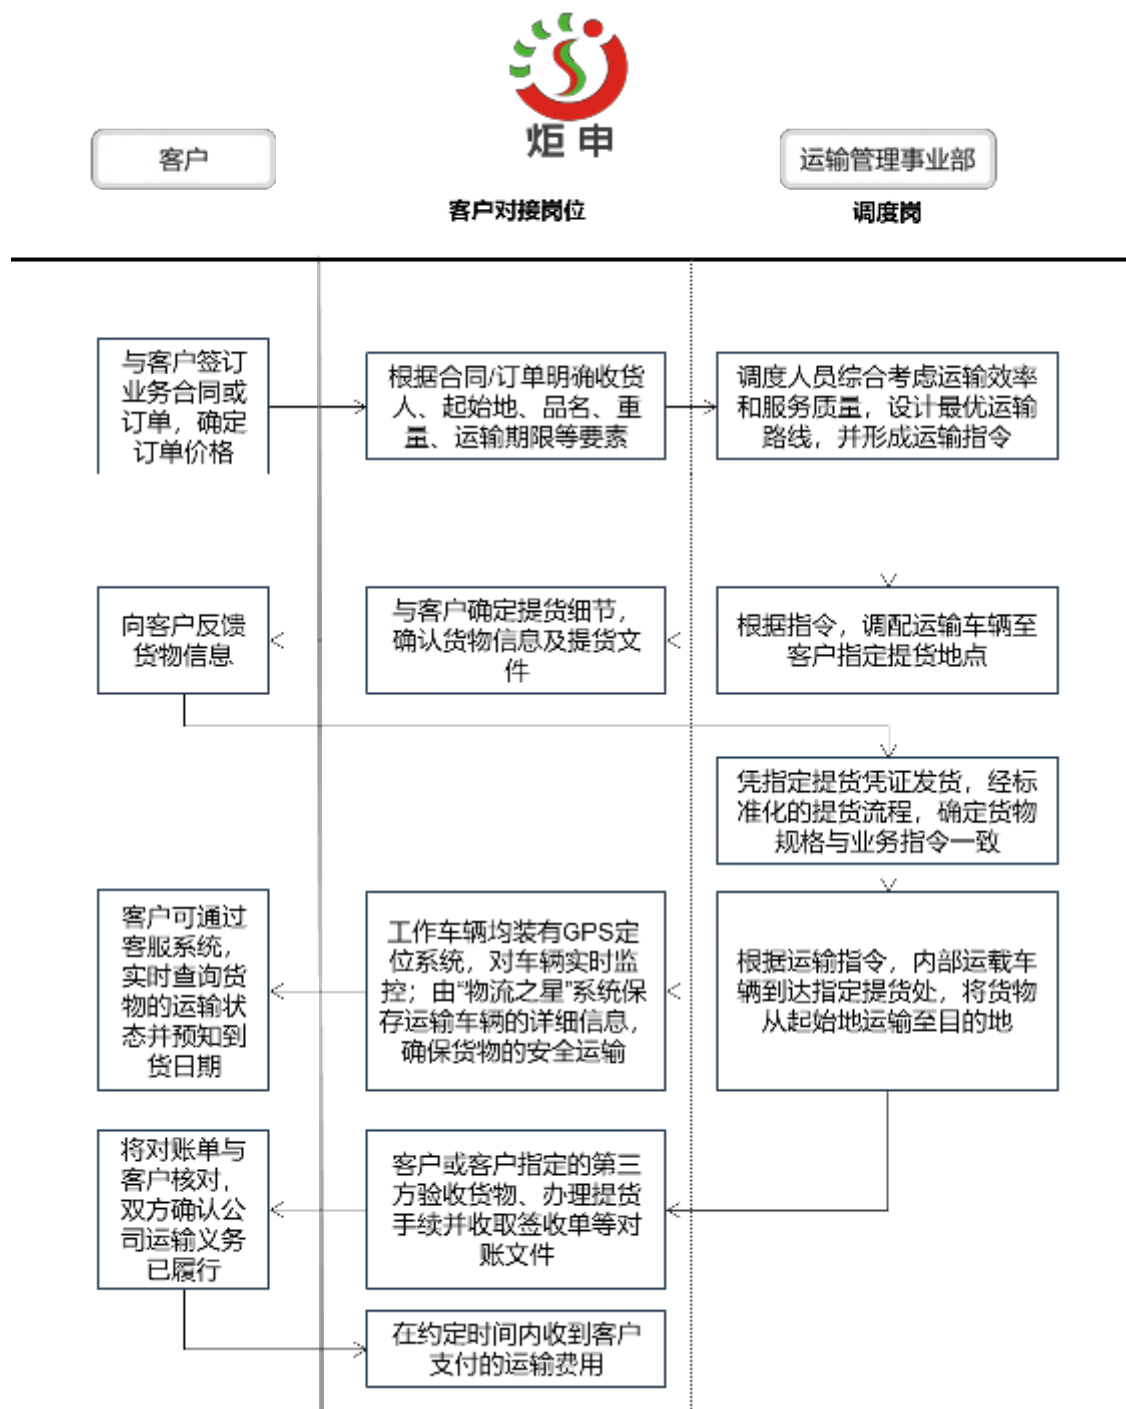 炬申
客户
运输管理事业部
客户对接岗位
调度岗
与客户签订
业务合同或
订单，确定
订单价格
根据合同/订单明确收货
人、起始地、品名、重
量、运输期限等要素
调度人员综合考虑运输效率
和服务质量，设计最优运输
路线，并形成运输指令
向客户反馈
货物信息
与客户确定提货细节，
确认货物信息及提货文
件
根据指令，调配运输车辆至
客户指定提货地点
凭指定提货凭证发货，经标
准化的提货流程，确定货物
规格与业务指令一致
客户可通过
客服系统，
实时查询货
物的运输状
态并预知到
货日期
工作车辆均装有GPS定
位系统，对车辆实时监
控；由“物流之星”系统保
存运输车辆的详细信息，
确保货物的安全运输
根据运输指令，内部运载车
辆到达指定提货处，将货物
从起始地运输至目的地
将对账单与
客户核对，
双方确认公
司运输义务
已履行
客户或客户指定的第三
方验收货物、办理提货
手续并收取签收单等对
账文件
在约定时间内收到客户
支付的运输费用